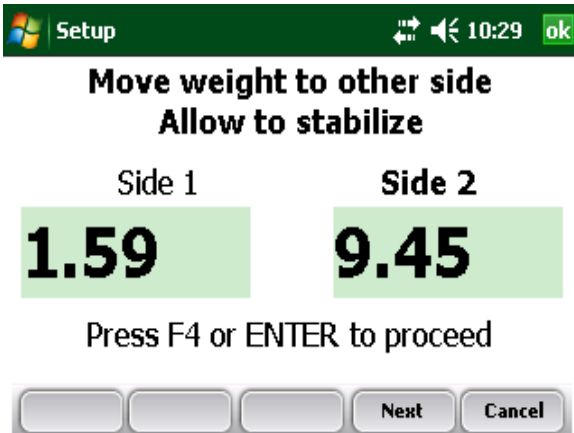 Setup 10:29 ok
Move weight to other side
Allow to stabilize
Side 1 Side 2
1.59 9.45
Press F4 or ENTER to proceed
Next Cancel